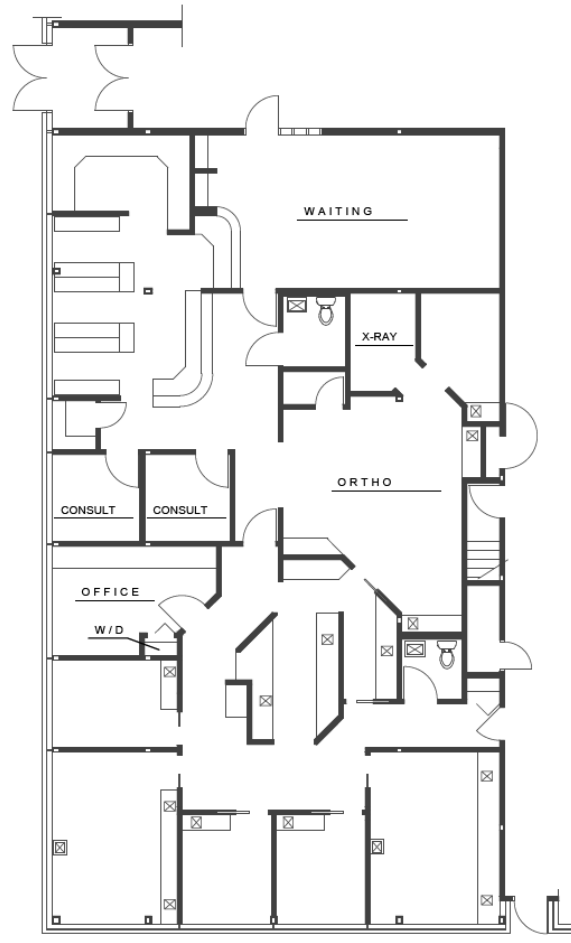 WAITING
X-RAY
ORTHO
CONSULT
CONSULT
OFFICE
W/D